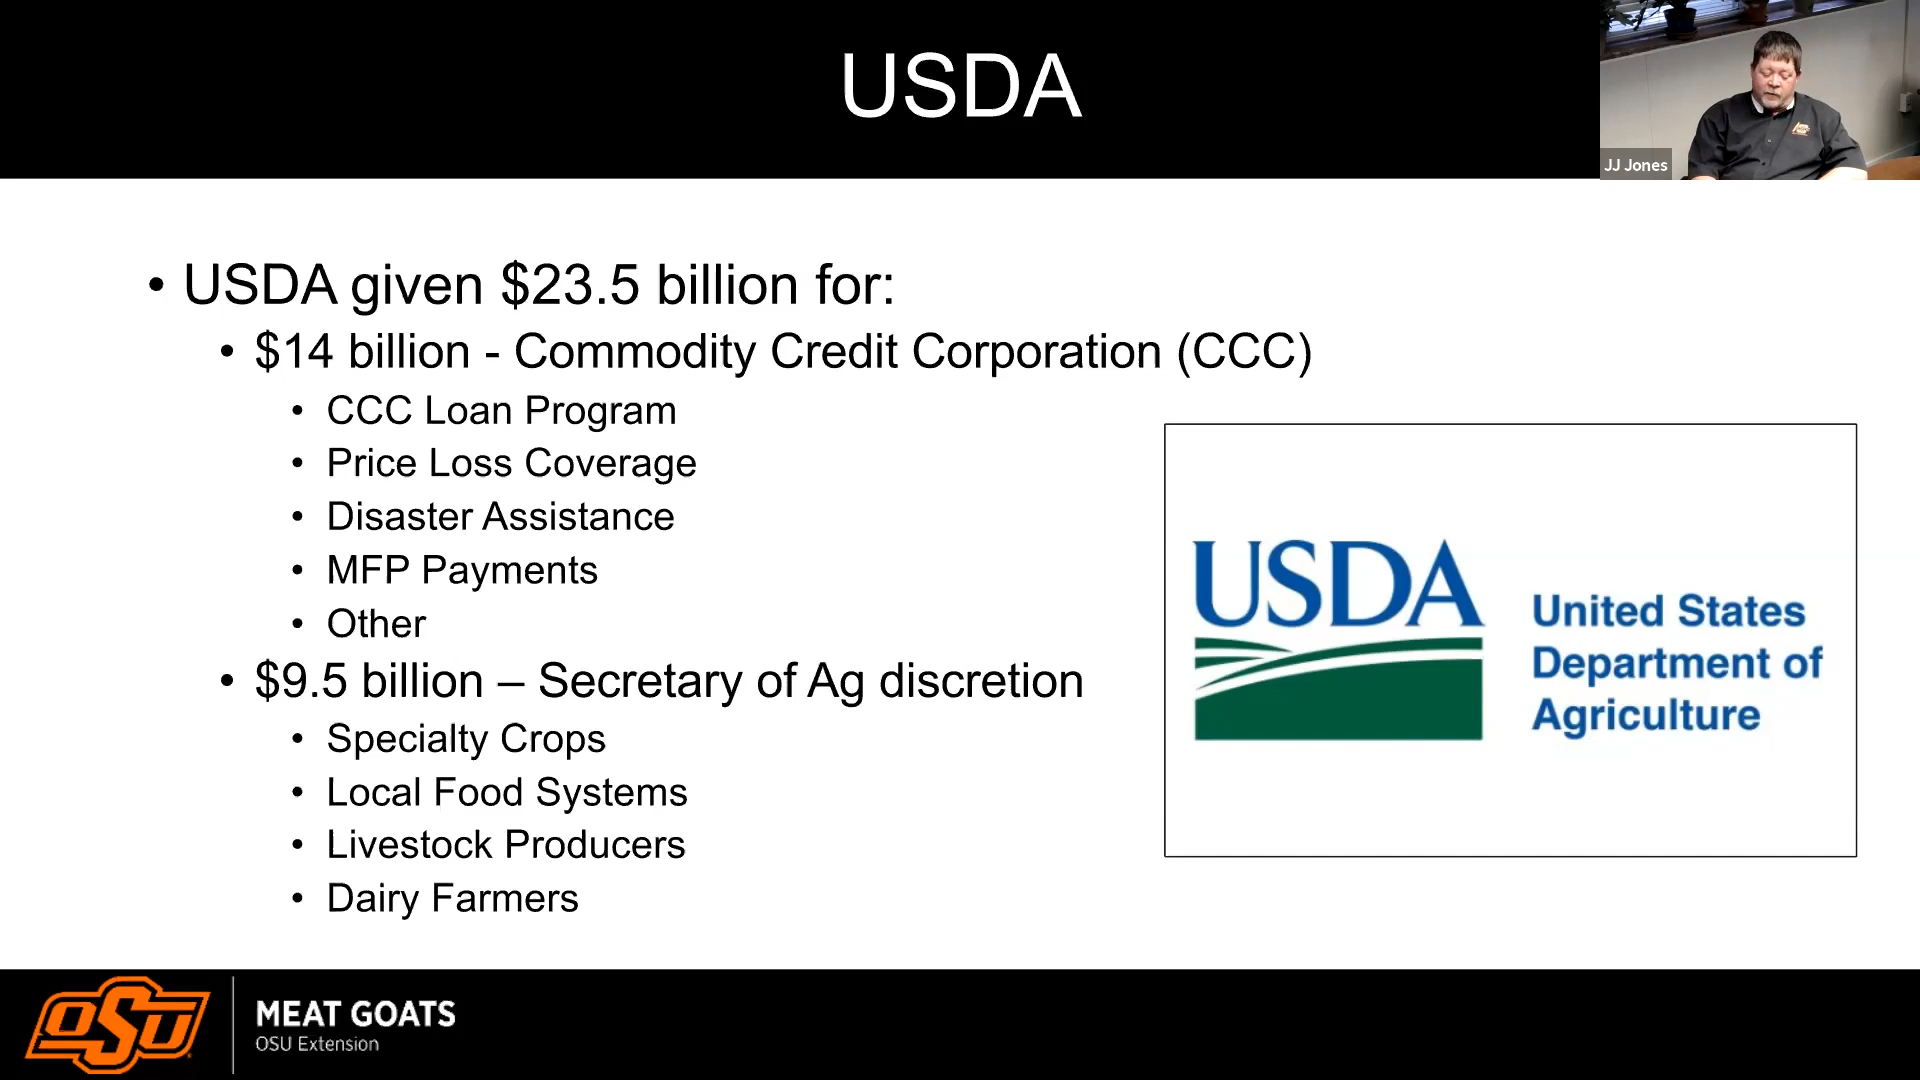 USDA
JJ Jones
• USDA given $23.5 billion for:
• $14 billion - Commodity Credit Corporation (CCC)
• CCC Loan Program
• Price Loss Coverage
• Disaster Assistance
• MFP Payments
• Other
• $9.5 billion – Secretary of Ag discretion
• Specialty Crops
• Local Food Systems
• Livestock Producers
• Dairy Farmers
USDA
United States
Department of
Agriculture
OSU
MEAT GOATS
OSU Extension